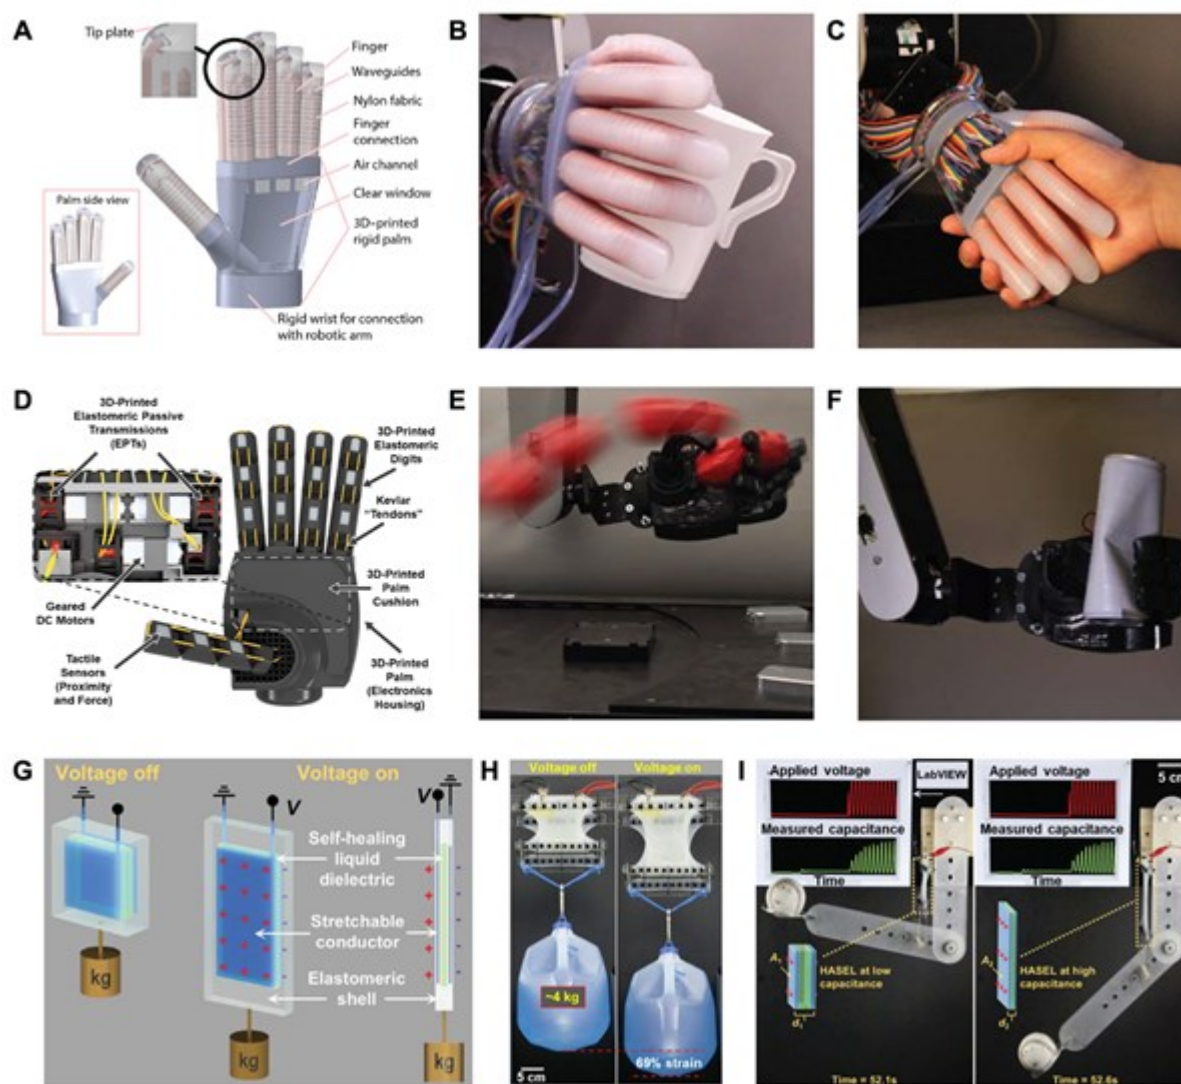 A
Tip plate
Finger
Waveguides
Nylon fabric
Finger
connection
Air channel
Clear window
3D-printed
rigid palm
Palm side view
Rigid wrist for connection
with robotic arm
B
C
D
3D-Printed
Elastomeric Passive
Transmissions
(EPTs)
3D-Printed
Elastomeric
Digits
Kevlar
"Tendons"
3D-Printed
Palm
Cushion
Geared
DC Motors
Tactile
Sensors
(Proximity
and Force)
3D-Printed
Palm
(Electronics
Housing)
E
F
G
Voltage off
Voltage on
V
V
Self-healing
liquid
dielectric
Stretchable
conductor
Elastomeric
shell
kg
kg
kg
H
Voltage off
Voltage on
~4 kg
69% strain
5 cm
I
Applied voltage
Measured capacitance
Time
LabVIEW
A₁
HASEL at low
capacitance
d₁
Time = 52.1s
Applied voltage
Measured capacitance
Time
5 cm
A₂
HASEL at high
capacitance
d₂
Time = 52.6s